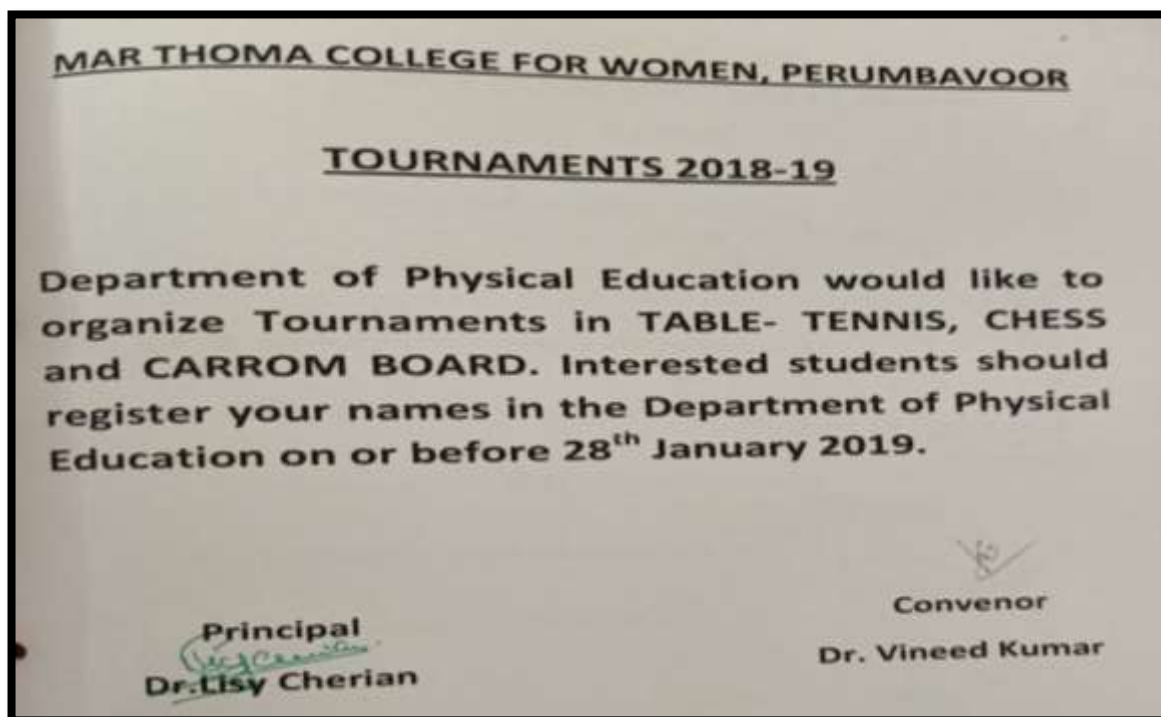 MAR THOMA COLLEGE FOR WOMEN, PERUMBAVOOR
TOURNAMENTS 2018-19
Department of Physical Education would like to
organize Tournaments in TABLE- TENNIS, CHESS
and CARROM BOARD. Interested students should
register your names in the Department of Physical
Education on or before 28th January 2019.
Principal
Dr.Lisy Cherian
Convenor
Dr. Vineed Kumar